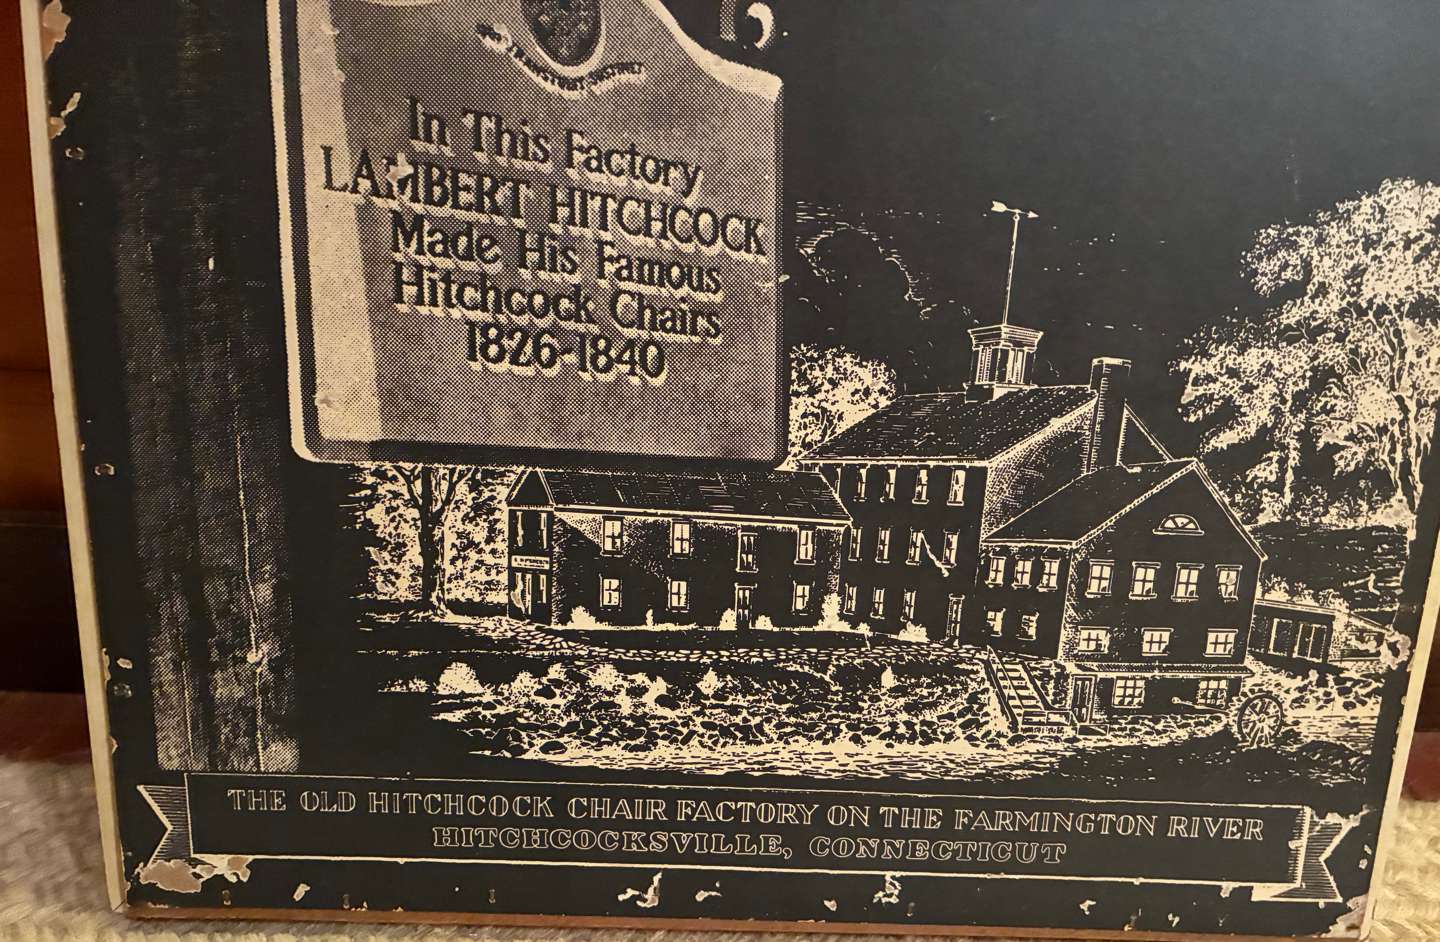 In This Factory
LAMBERT HITCHCOCK
Made His Famous
Hitchcock Chairs
1826-1840
THE OLD HITCHCOCK CHAIR FACTORY ON THE FARMINGTON RIVER
HITCHCOCKSVILLE, CONNECTICUT